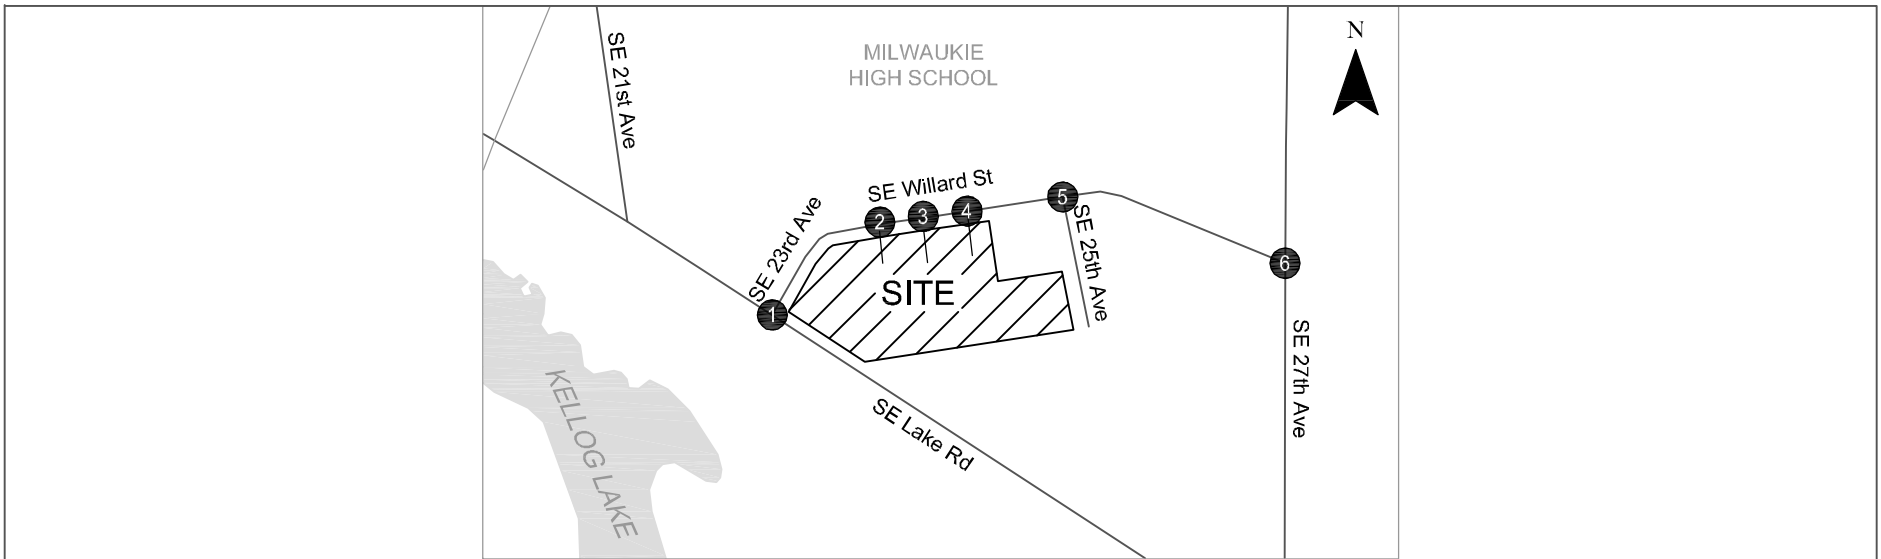 N
MILWAUKIE
HIGH SCHOOL
SE 21st Ave
SE Willard St
SE 23rd Ave
2
3
4
5
SE 25th Ave
6
SITE
1
SE 27th Ave
SE Lake Rd
KELLOG LAKE